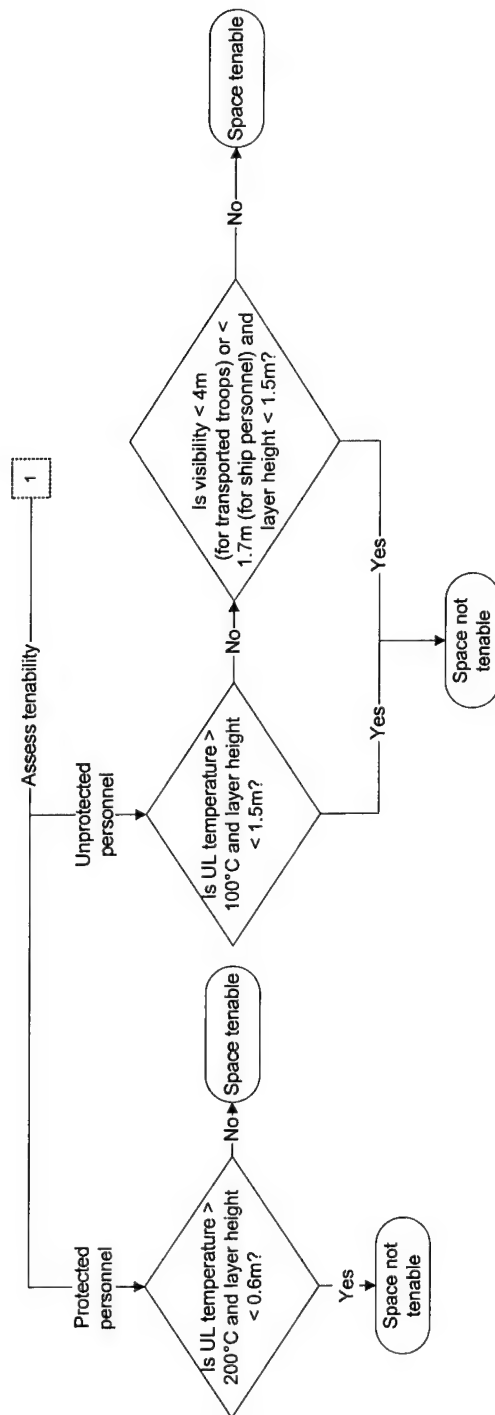 1
Assess tenability
Protected
personnel
Unprotected
personnel
Is UL temperature >
200°C and layer height
< 0.6m?
No
Space tenable
Yes
Space not
tenable
Is UL temperature >
100°C and layer height
< 1.5m?
No
Is visibility < 4m
(for transported troops) or <
1.7m (for ship personnel) and
layer height < 1.5m?
No
Space tenable
Yes
Yes
Space not
tenable